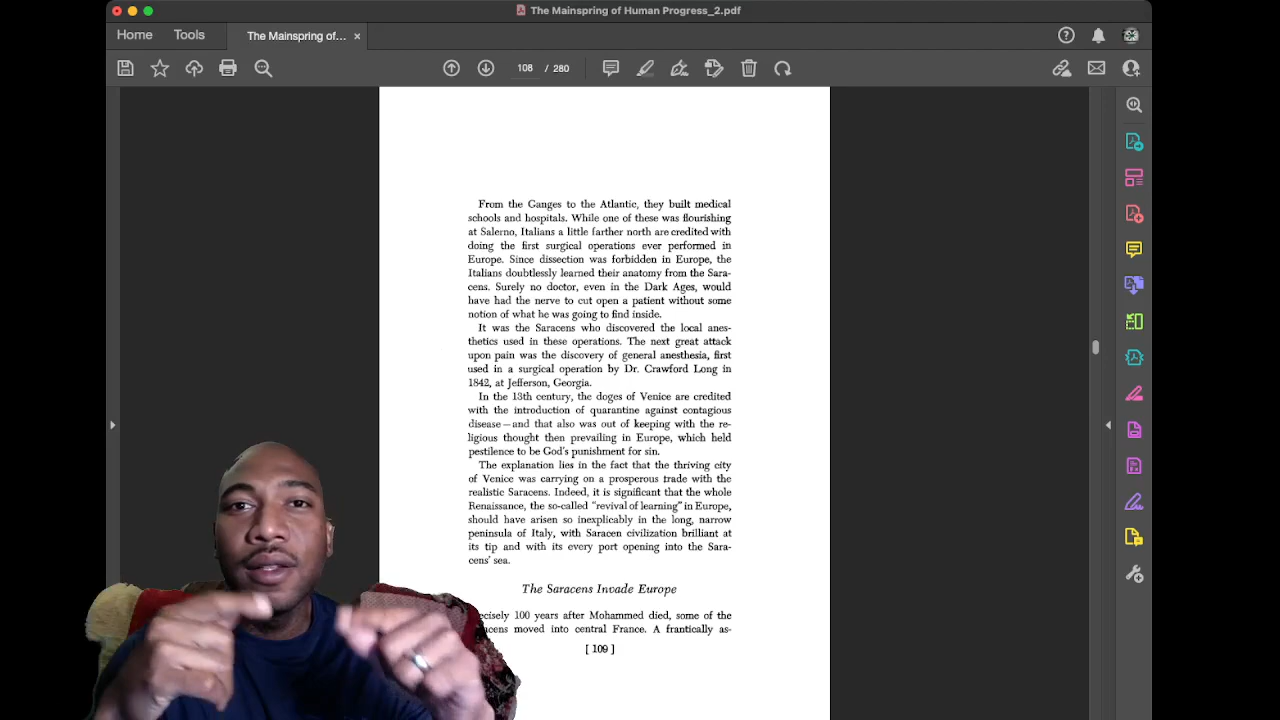 The Mainspring of Human Progress_2.pdf
Home
Tools
The Mainspring of...
108 / 280
From the Ganges to the Atlantic, they built medical
schools and hospitals. While one of these was flourishing
at Salerno, Italians a little farther north are credited with
doing the first surgical operations ever performed in
Europe. Since dissection was forbidden in Europe, the
Italians doubtlessly learned their anatomy from the Sara-
cens. Surely no doctor, even in the Dark Ages, would
have had the nerve to cut open a patient without some
notion of what he was going to find inside.
It was the Saracens who discovered the local anes-
thetics used in these operations. The next great attack
upon pain was the discovery of general anesthesia, first
used in a surgical operation by Dr. Crawford Long in
1842, at Jefferson, Georgia.
In the 13th century, the doges of Venice are credited
with the introduction of quarantine against contagious
disease—and that also was out of keeping with the re-
ligious thought then prevailing in Europe, which held
pestilence to be God's punishment for sin.
The explanation lies in the fact that the thriving city
of Venice was carrying on a prosperous trade with the
realistic Saracens. Indeed, it is significant that the whole
Renaissance, the so-called "revival of learning" in Europe,
should have arisen so inexplicably in the long, narrow
peninsula of Italy, with Saracen civilization brilliant at
its tip and with its every port opening into the Sara-
cens' sea.
The Saracens Invade Europe
100 years after Mohammed died, some of the
moved into central France. A frantically as-
[ 109 ]